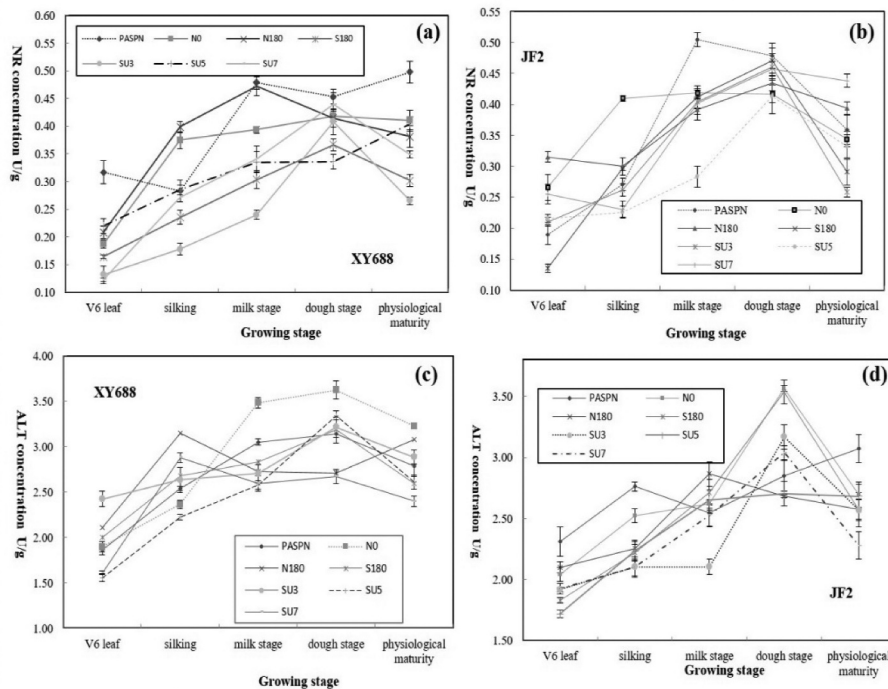 (a)
0.60
0.55
0.50
0.45
0.40
0.35
0.30
0.25
0.20
0.15
0.10
NR concentration U/g
PASPN N0 N180 S180
SU3 SU5 SU7
XY688
V6 leaf silking milk stage dough stage physiological
maturity
Growing stage
(b)
0.55
0.50
0.45
0.40
0.35
0.30
0.25
0.20
0.15
0.10
NR concentration U/g
JF2
PASPN N0
N180 S180
SU3 SU5
SU7
V6 leaf silking milk stage dough stage physiological
maturity
Growing stage
(c)
4.00
3.50
3.00
2.50
2.00
1.50
1.00
ALT concentration U/g
XY688
PASPN N0
N180 S180
SU3 SU5
SU7
V6 leaf silking milk stage dough stage physiological
maturity
Growing stage
(d)
3.50
3.00
2.50
2.00
1.50
ALT concentration U/g
PASPN N0
N180 S180
SU3 SU5
SU7
JF2
V6 leaf silking milk stage dough stage physiological
maturity
Growing stage